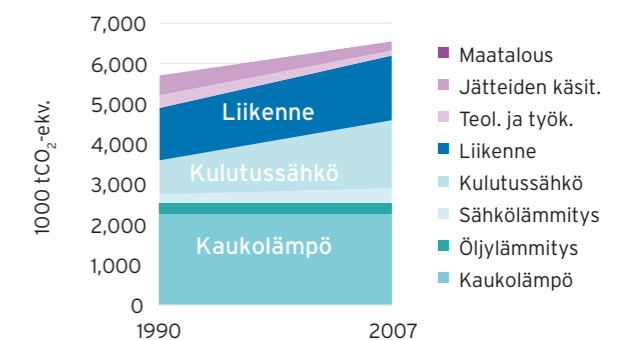 7,000
6,000
5,000
4,000
3,000
2,000
1,000
0
1000 tCO₂-ekv.
1990
2007
Liikenne
Kulutussähkö
Kaukolämpö
Maatalous
Jätteiden käsit.
Teol. ja työk.
Liikenne
Kulutussähkö
Sähkölämmitys
Öljylämmitys
Kaukolämpö